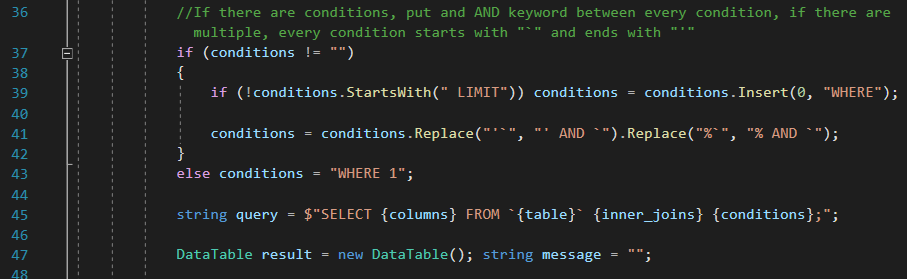 36 //If there are conditions, put and AND keyword between every condition, if there are
multiple, every condition starts with "`" and ends with "'"
37 if (conditions != "")
38 {
39 if (!conditions.StartsWith(" LIMIT")) conditions = conditions.Insert(0, "WHERE");
40
41 conditions = conditions.Replace("'`", "' AND `").Replace("%`", "% AND `");
42 }
43 else conditions = "WHERE 1";
44
45 string query = $"SELECT {columns} FROM `{table}` {inner_joins} {conditions};";
46
47 DataTable result = new DataTable(); string message = "";
48